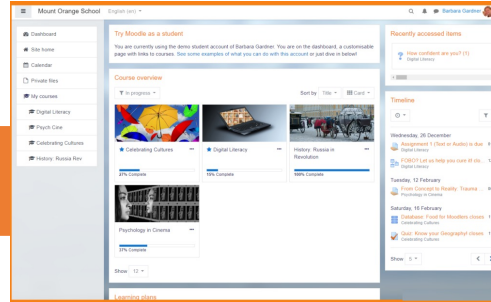 Mount Orange School English (en)
Barbara Gardner
Dashboard
Site home
Calendar
Private files
My courses
Digital Literacy
Psych Cine
Celebrating Cultures
History: Russia Rev
Try Moodle as a student
You are currently using the demo student account of Barbara Gardner. You are on the dashboard, a customisable
page with links to courses. See some examples of what you can do with this account or just dive in below!
Course overview
In progress
Sort by Title Card
Celebrating Cultures
27% Complete
Digital Literacy
15% Complete
History: Russia in
Revolution
100% Complete
Psychology in Cinema
37% Complete
Show 12
Learning plans
Recently accessed items
How confident are you? (1)
Digital Literacy
Timeline
Wednesday, 26 December
Assignment 1 (Text or Audio) is due
Digital Literacy
FGBOT Let us help you cure ill cls...
Digital Literacy
Tuesday, 12 February
From Concept to Reality: Trauma...
Psychology in Cinema
Saturday, 16 February
Database: Food for Moodlers closes
Celebrating Cultures
Quiz: Know your Geography! closes
Celebrating Cultures
Show 5